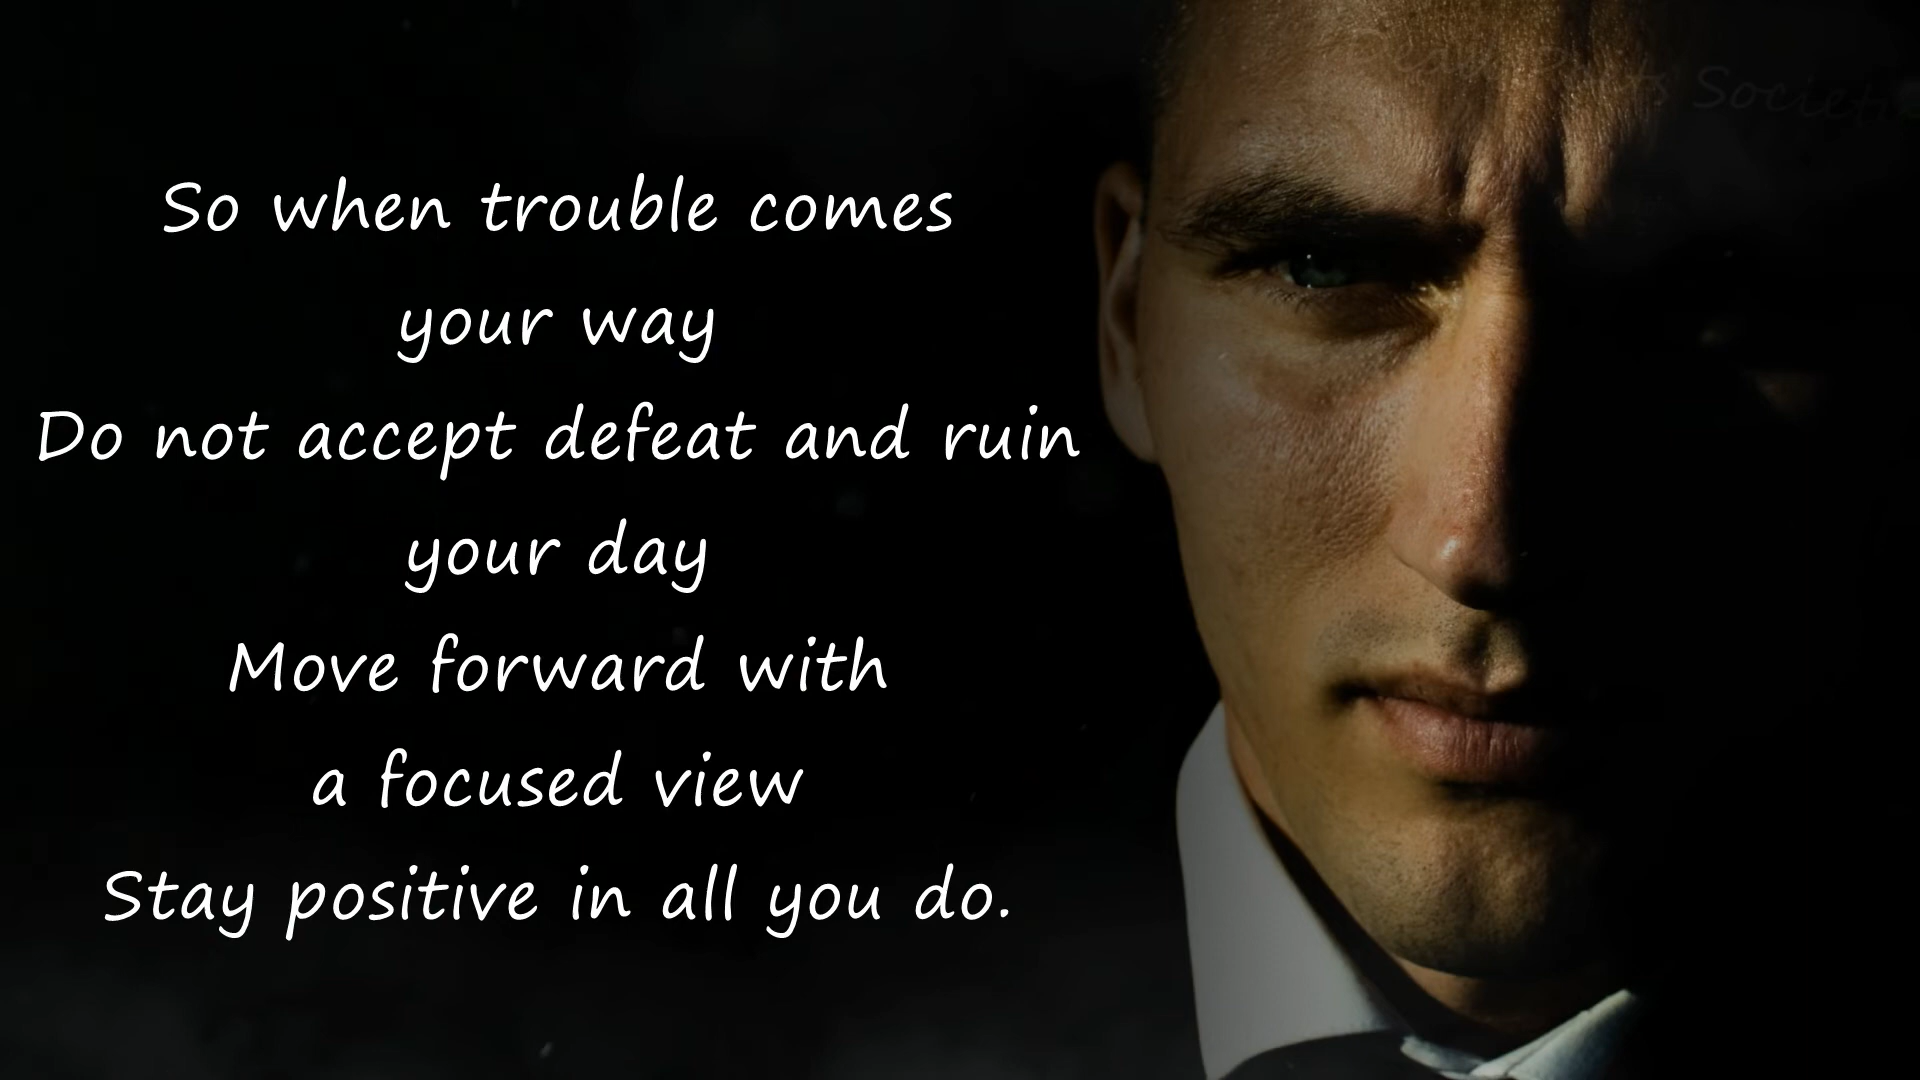 So when trouble comes
your way
Do not accept defeat and ruin
your day
Move forward with
a focused view
Stay positive in all you do.